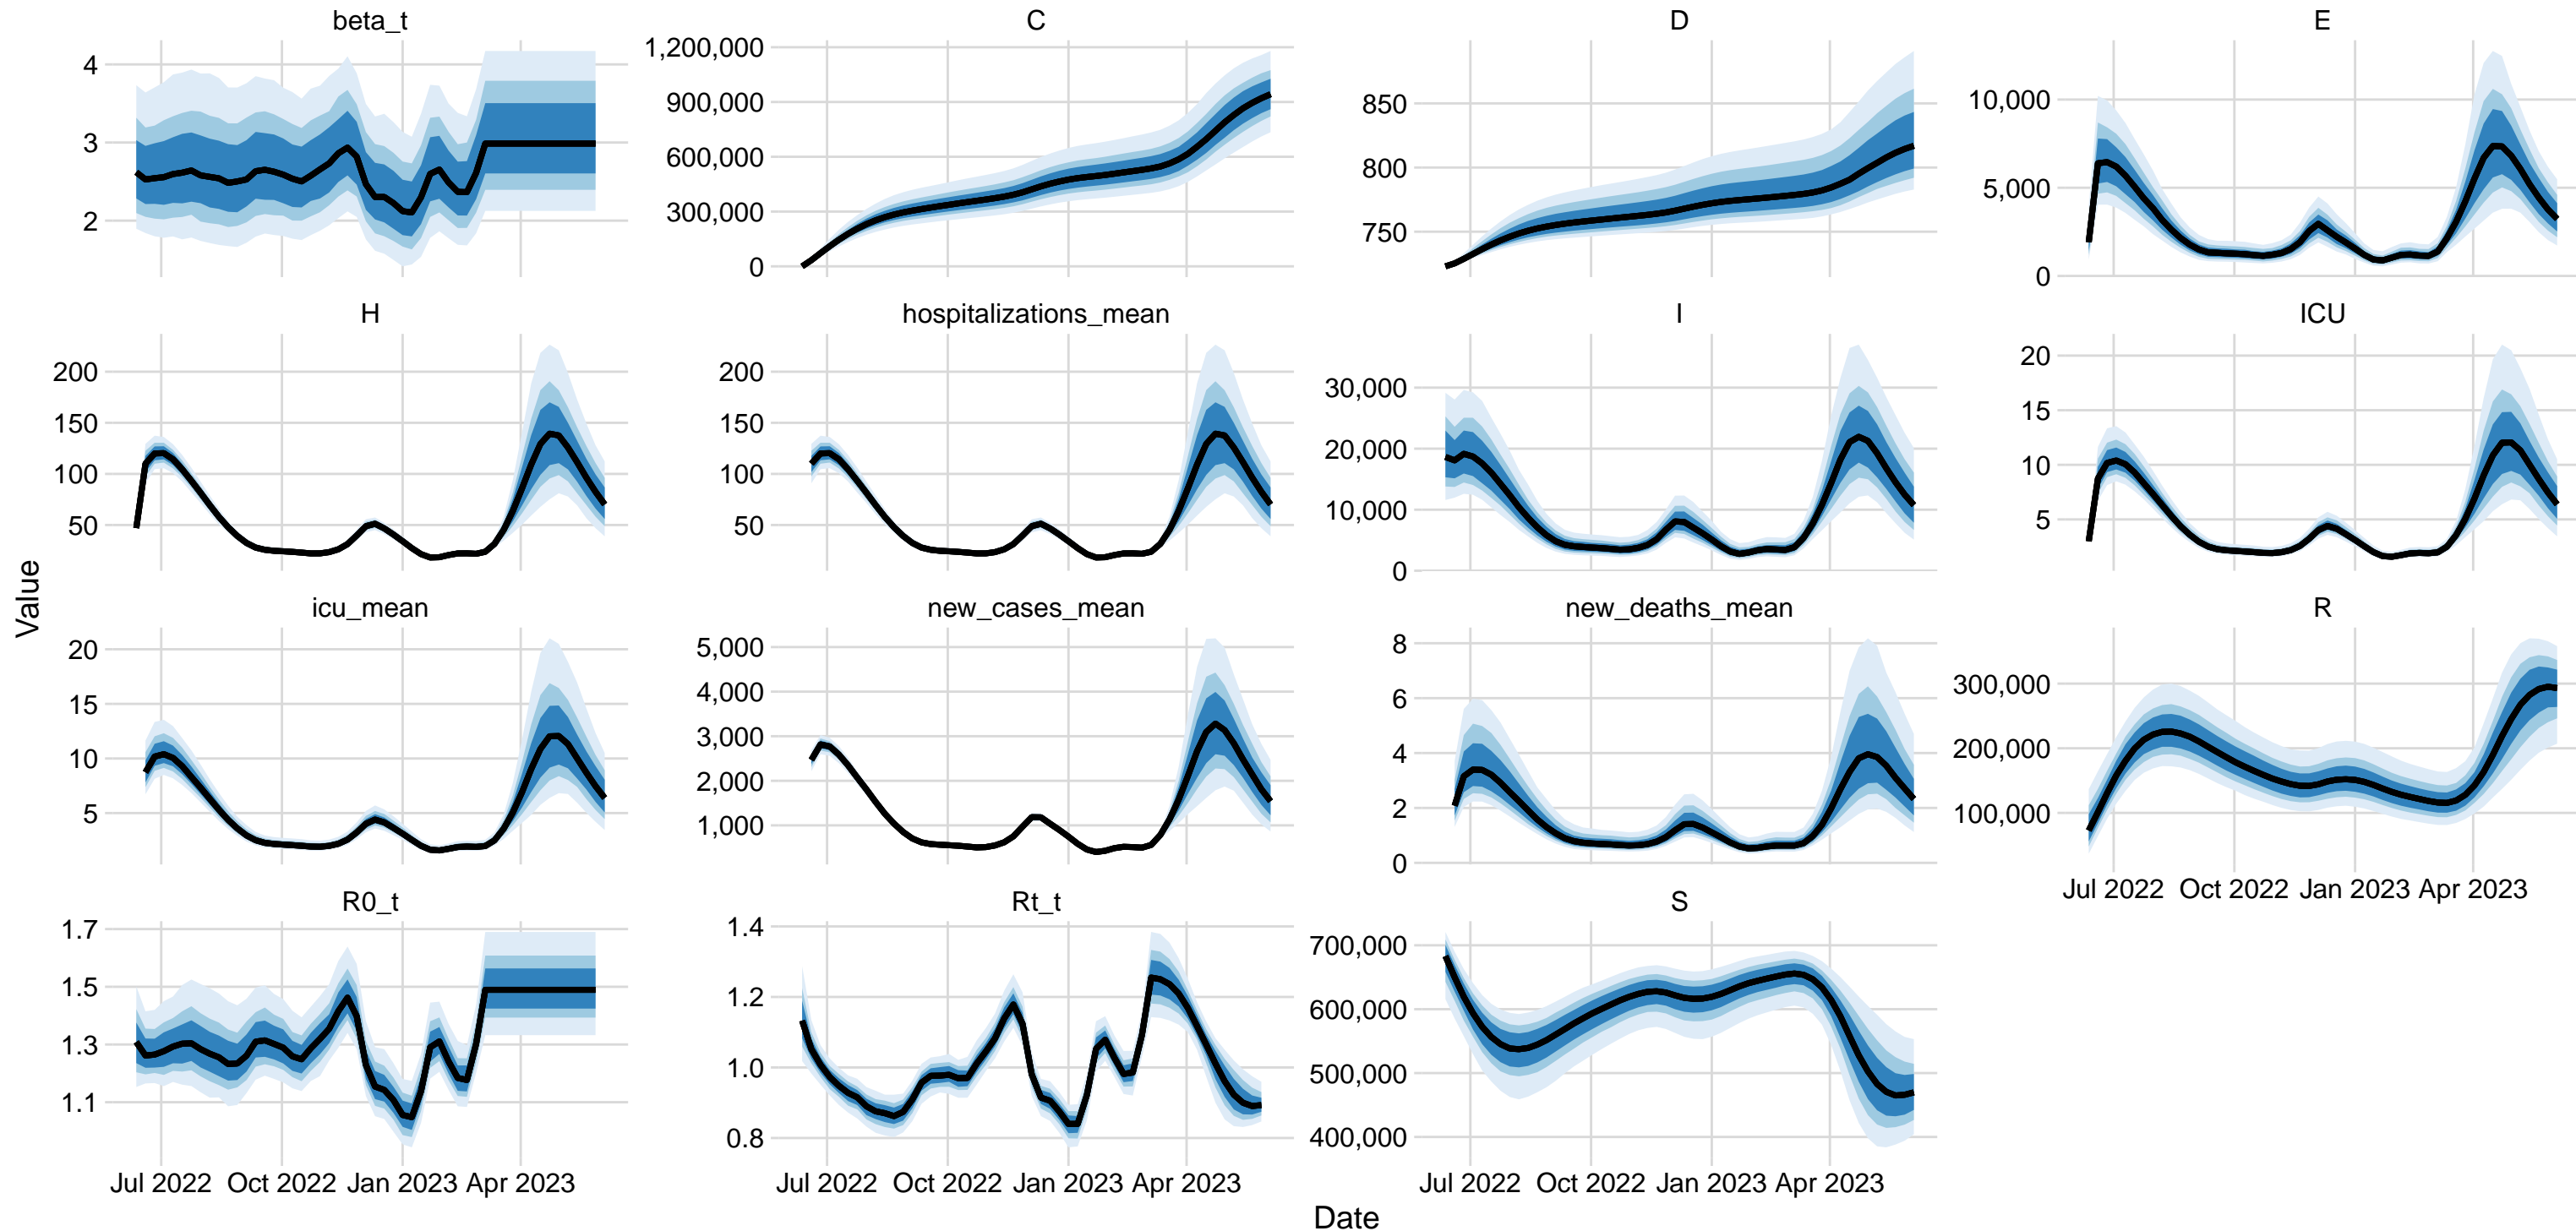 beta_t
C
D
E
4
3
2
1,200,000
900,000
600,000
300,000
0
850
800
750
10,000
5,000
0
H
hospitalizations_mean
I
ICU
200
150
100
50
200
150
100
50
30,000
20,000
10,000
0
20
15
10
5
icu_mean
new_cases_mean
new_deaths_mean
R
20
15
10
5
5,000
4,000
3,000
2,000
1,000
8
6
4
2
0
300,000
200,000
100,000
Jul 2022 Oct 2022 Jan 2023 Apr 2023
R0_t
Rt_t
S
1.7
1.5
1.3
1.1
1.4
1.2
1.0
0.8
700,000
600,000
500,000
400,000
Jul 2022 Oct 2022 Jan 2023 Apr 2023
Jul 2022 Oct 2022 Jan 2023 Apr 2023
Jul 2022 Oct 2022 Jan 2023 Apr 2023
Value
Date